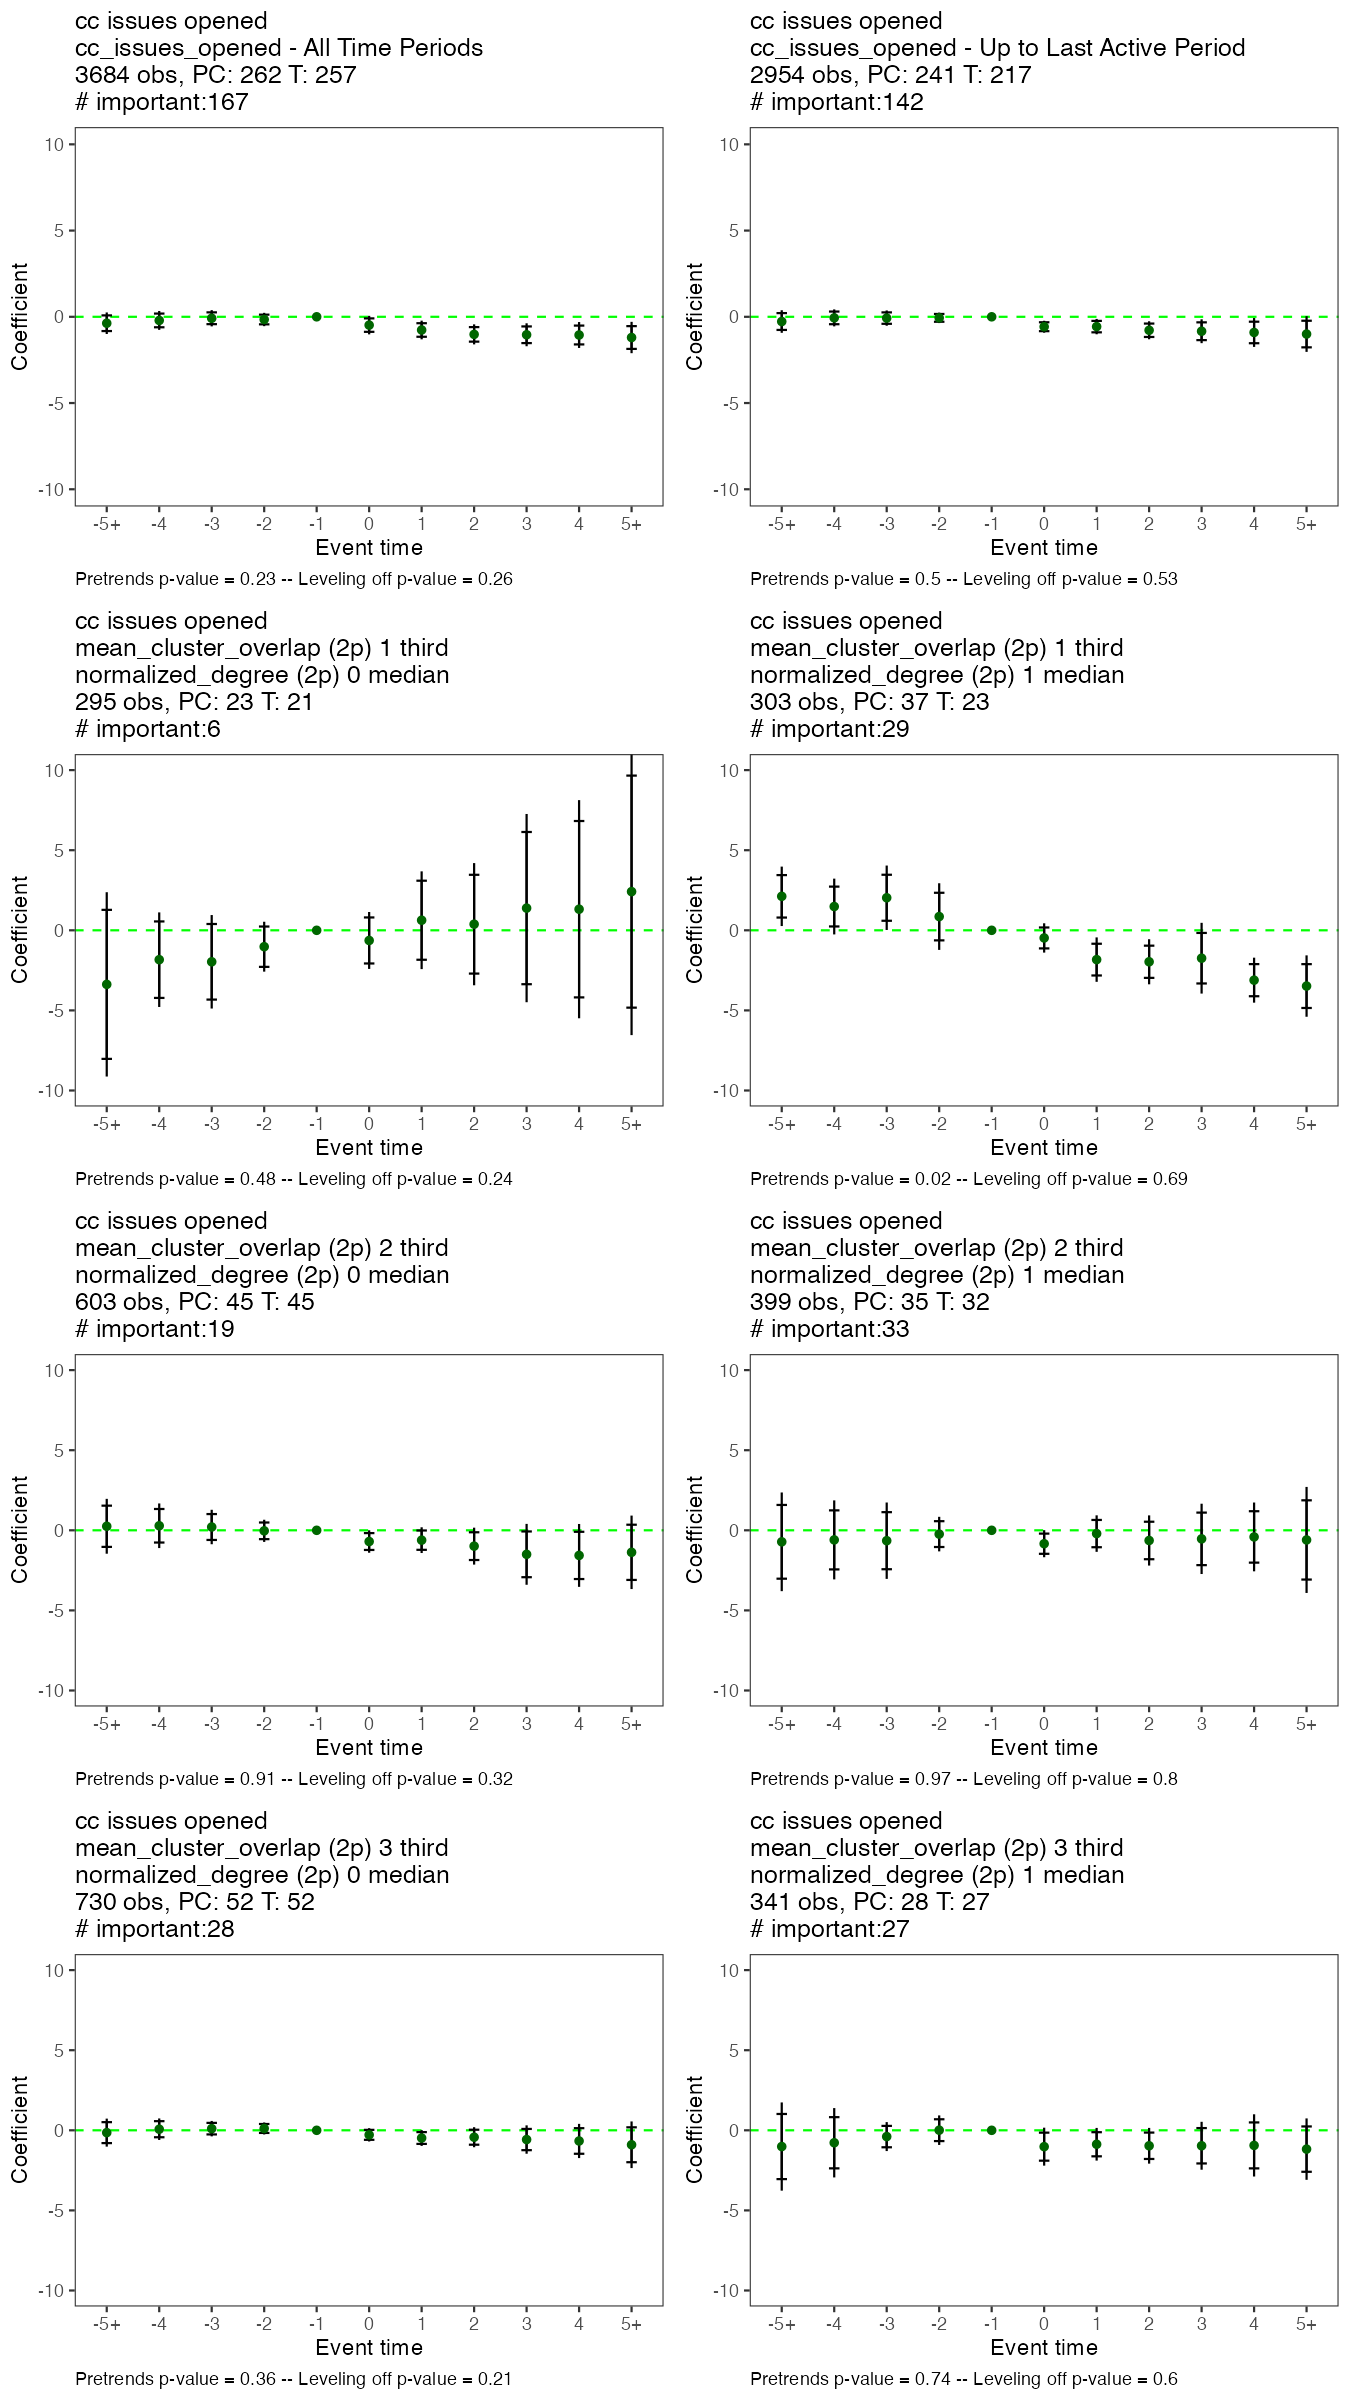 cc issues opened
cc_issues_opened - All Time Periods
3684 obs, PC: 262 T: 257
# important:167
10
5
0
-5
-10
Coefficient
-5+ -4 -3 -2 -1 0 1 2 3 4 5+
Event time
Pretrends p-value = 0.23 -- Leveling off p-value = 0.26
cc issues opened
cc_issues_opened - Up to Last Active Period
2954 obs, PC: 241 T: 217
# important:142
10
5
0
-5
-10
Coefficient
-5+ -4 -3 -2 -1 0 1 2 3 4 5+
Event time
Pretrends p-value = 0.5 -- Leveling off p-value = 0.53
cc issues opened
mean_cluster_overlap (2p) 1 third
normalized_degree (2p) 0 median
295 obs, PC: 23 T: 21
# important:6
10
5
0
-5
-10
Coefficient
-5+ -4 -3 -2 -1 0 1 2 3 4 5+
Event time
Pretrends p-value = 0.48 -- Leveling off p-value = 0.24
cc issues opened
mean_cluster_overlap (2p) 1 third
normalized_degree (2p) 1 median
303 obs, PC: 37 T: 23
# important:29
10
5
0
-5
-10
Coefficient
-5+ -4 -3 -2 -1 0 1 2 3 4 5+
Event time
Pretrends p-value = 0.02 -- Leveling off p-value = 0.69
cc issues opened
mean_cluster_overlap (2p) 2 third
normalized_degree (2p) 0 median
603 obs, PC: 45 T: 45
# important:19
10
5
0
-5
-10
Coefficient
-5+ -4 -3 -2 -1 0 1 2 3 4 5+
Event time
Pretrends p-value = 0.91 -- Leveling off p-value = 0.32
cc issues opened
mean_cluster_overlap (2p) 2 third
normalized_degree (2p) 1 median
399 obs, PC: 35 T: 32
# important:33
10
5
0
-5
-10
Coefficient
-5+ -4 -3 -2 -1 0 1 2 3 4 5+
Event time
Pretrends p-value = 0.97 -- Leveling off p-value = 0.8
cc issues opened
mean_cluster_overlap (2p) 3 third
normalized_degree (2p) 0 median
730 obs, PC: 52 T: 52
# important:28
10
5
0
-5
-10
Coefficient
-5+ -4 -3 -2 -1 0 1 2 3 4 5+
Event time
Pretrends p-value = 0.36 -- Leveling off p-value = 0.21
cc issues opened
mean_cluster_overlap (2p) 3 third
normalized_degree (2p) 1 median
341 obs, PC: 28 T: 27
# important:27
10
5
0
-5
-10
Coefficient
-5+ -4 -3 -2 -1 0 1 2 3 4 5+
Event time
Pretrends p-value = 0.74 -- Leveling off p-value = 0.6